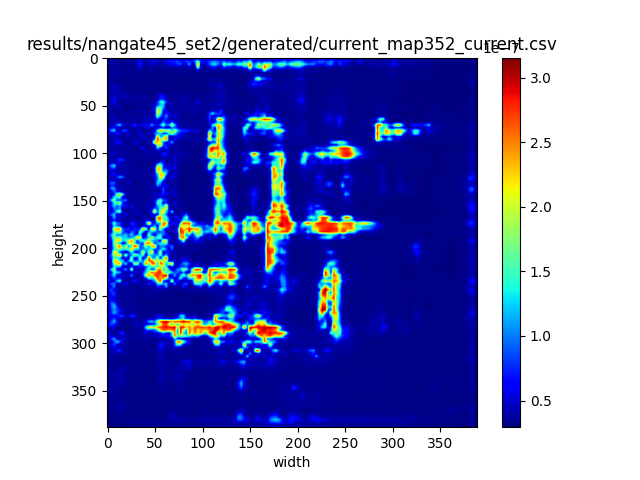 results/nangate45_set2/generated/current_map352_current.csv
1e−7
0
50
100
150
200
250
300
350
height
0 50 100 150 200 250 300 350
width
3.0
2.5
2.0
1.5
1.0
0.5